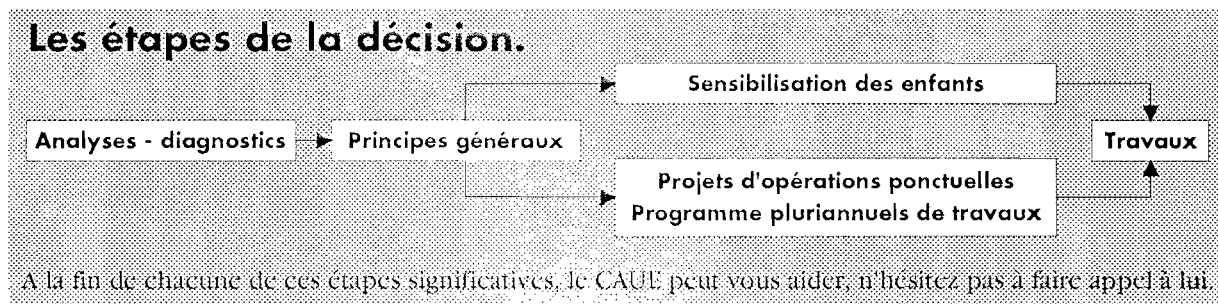 Les étapes de la décision.
Sensibilisation des enfants
Analyses - diagnostics
Principes généraux
Travaux
Projets d'opérations ponctuelles
Programme pluriannuels de travaux
A la fin de chacune de ces étapes significatives, le CAUE peut vous aider, n'hésitez pas à faire appel à lui.